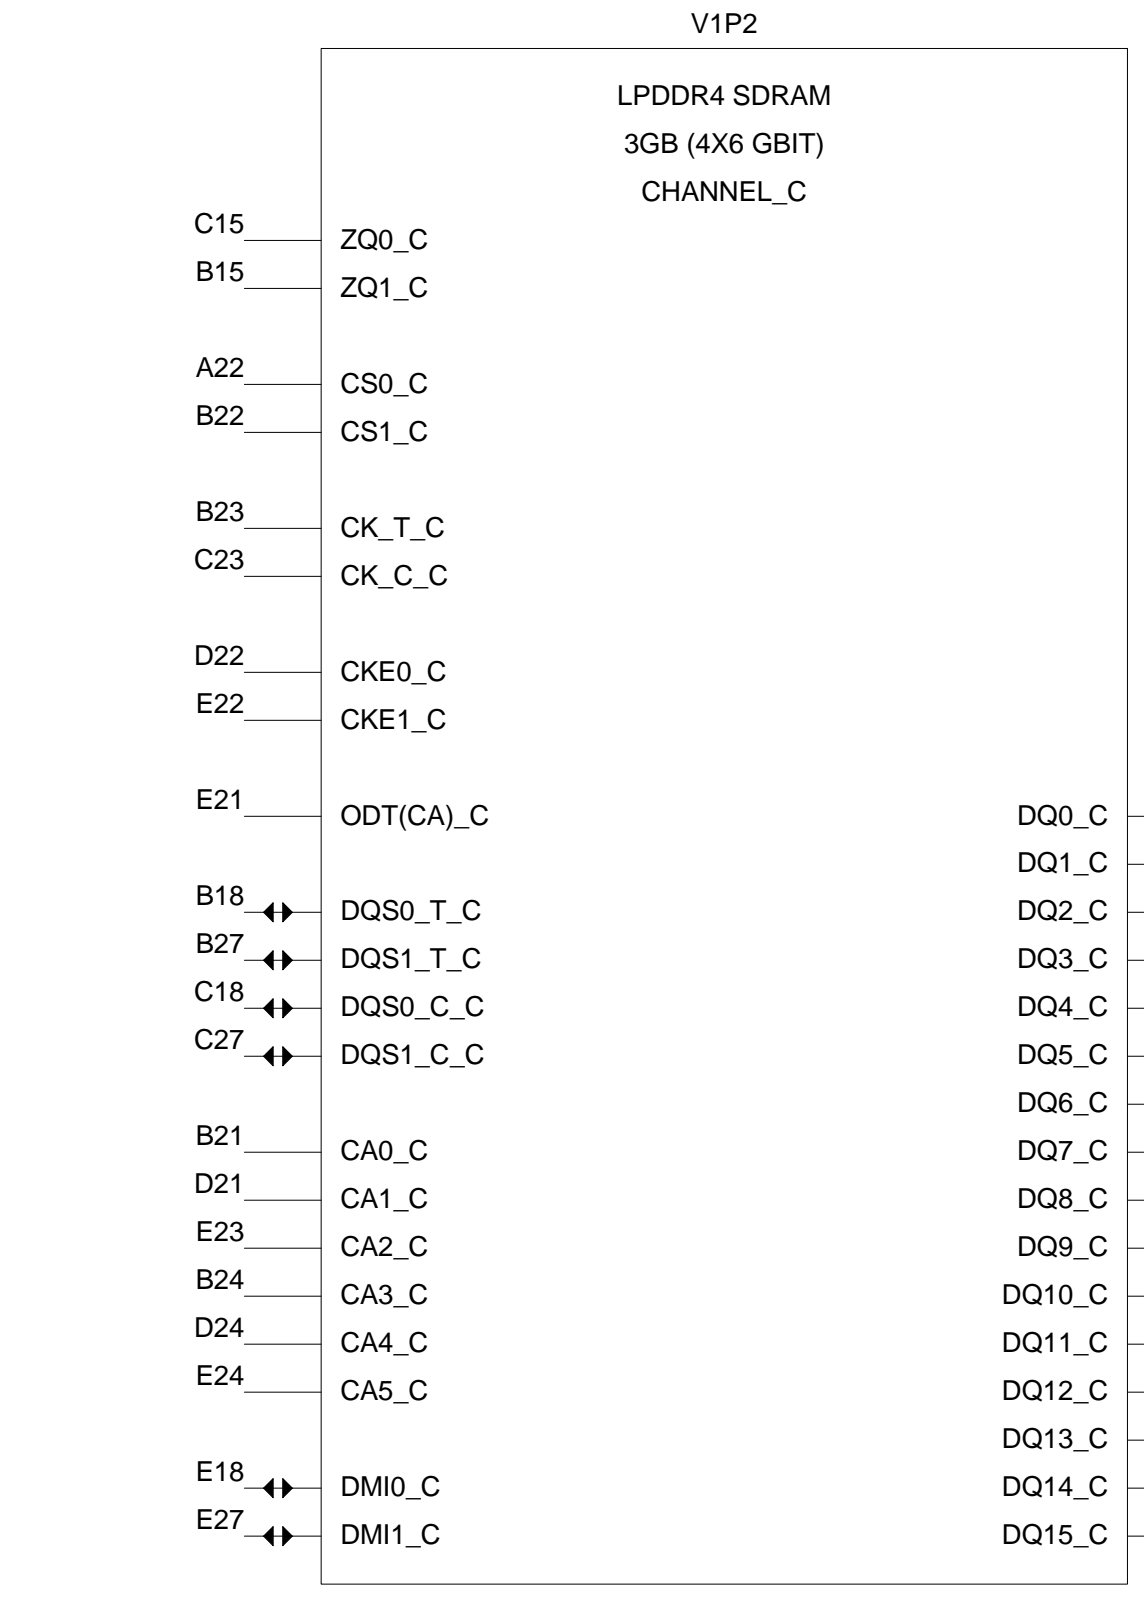 V1P2
LPDDR4 SDRAM
3GB (4X6 GBIT)
CHANNEL_C
C15 ZQ0_C
B15 ZQ1_C
A22 CS0_C
B22 CS1_C
B23 CK_T_C
C23 CK_C_C
D22 CKE0_C
E22 CKE1_C
E21 ODT(CA)_C DQ0_C
DQ1_C
B18 DQS0_T_C DQ2_C
B27 DQS1_T_C DQ3_C
C18 DQS0_C_C DQ4_C
C27 DQS1_C_C DQ5_C
DQ6_C
B21 CA0_C DQ7_C
D21 CA1_C DQ8_C
E23 CA2_C DQ9_C
B24 CA3_C DQ10_C
D24 CA4_C DQ11_C
E24 CA5_C DQ12_C
DQ13_C
E18 DMI0_C DQ14_C
E27 DMI1_C DQ15_C